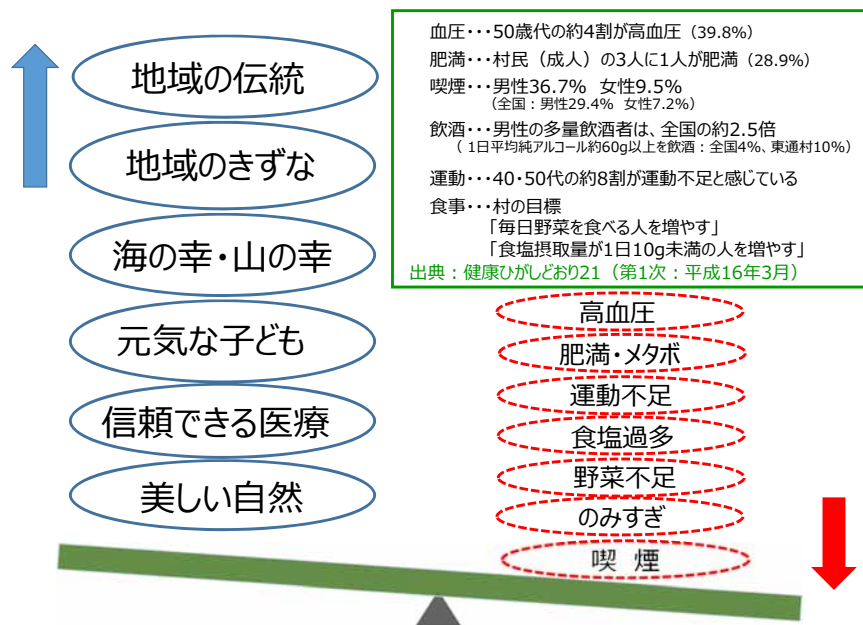 地域の伝統
地域のきずな
海の幸・山の幸
元気な子ども
信頼できる医療
美しい自然
血圧・・・50歳代の約4割が高血圧（39.8%）
肥満・・・村民（成人）の3人に1人が肥満（28.9%）
喫煙・・・男性36.7%　女性9.5%
（全国：男性29.4%　女性7.2%）
飲酒・・・男性の多量飲酒者は、全国の約2.5倍
（ 1日平均純アルコール約60g以上を飲酒：全国4%、東通村10%）
運動・・・40・50代の約8割が運動不足と感じている
食事・・・村の目標
「毎日野菜を食べる人を増やす」
「食塩摂取量が1日10g未満の人を増やす」
出典：健康ひがしどおり21（第1次：平成16年3月）
高血圧
肥満・メタボ
運動不足
食塩過多
野菜不足
のみすぎ
喫　煙